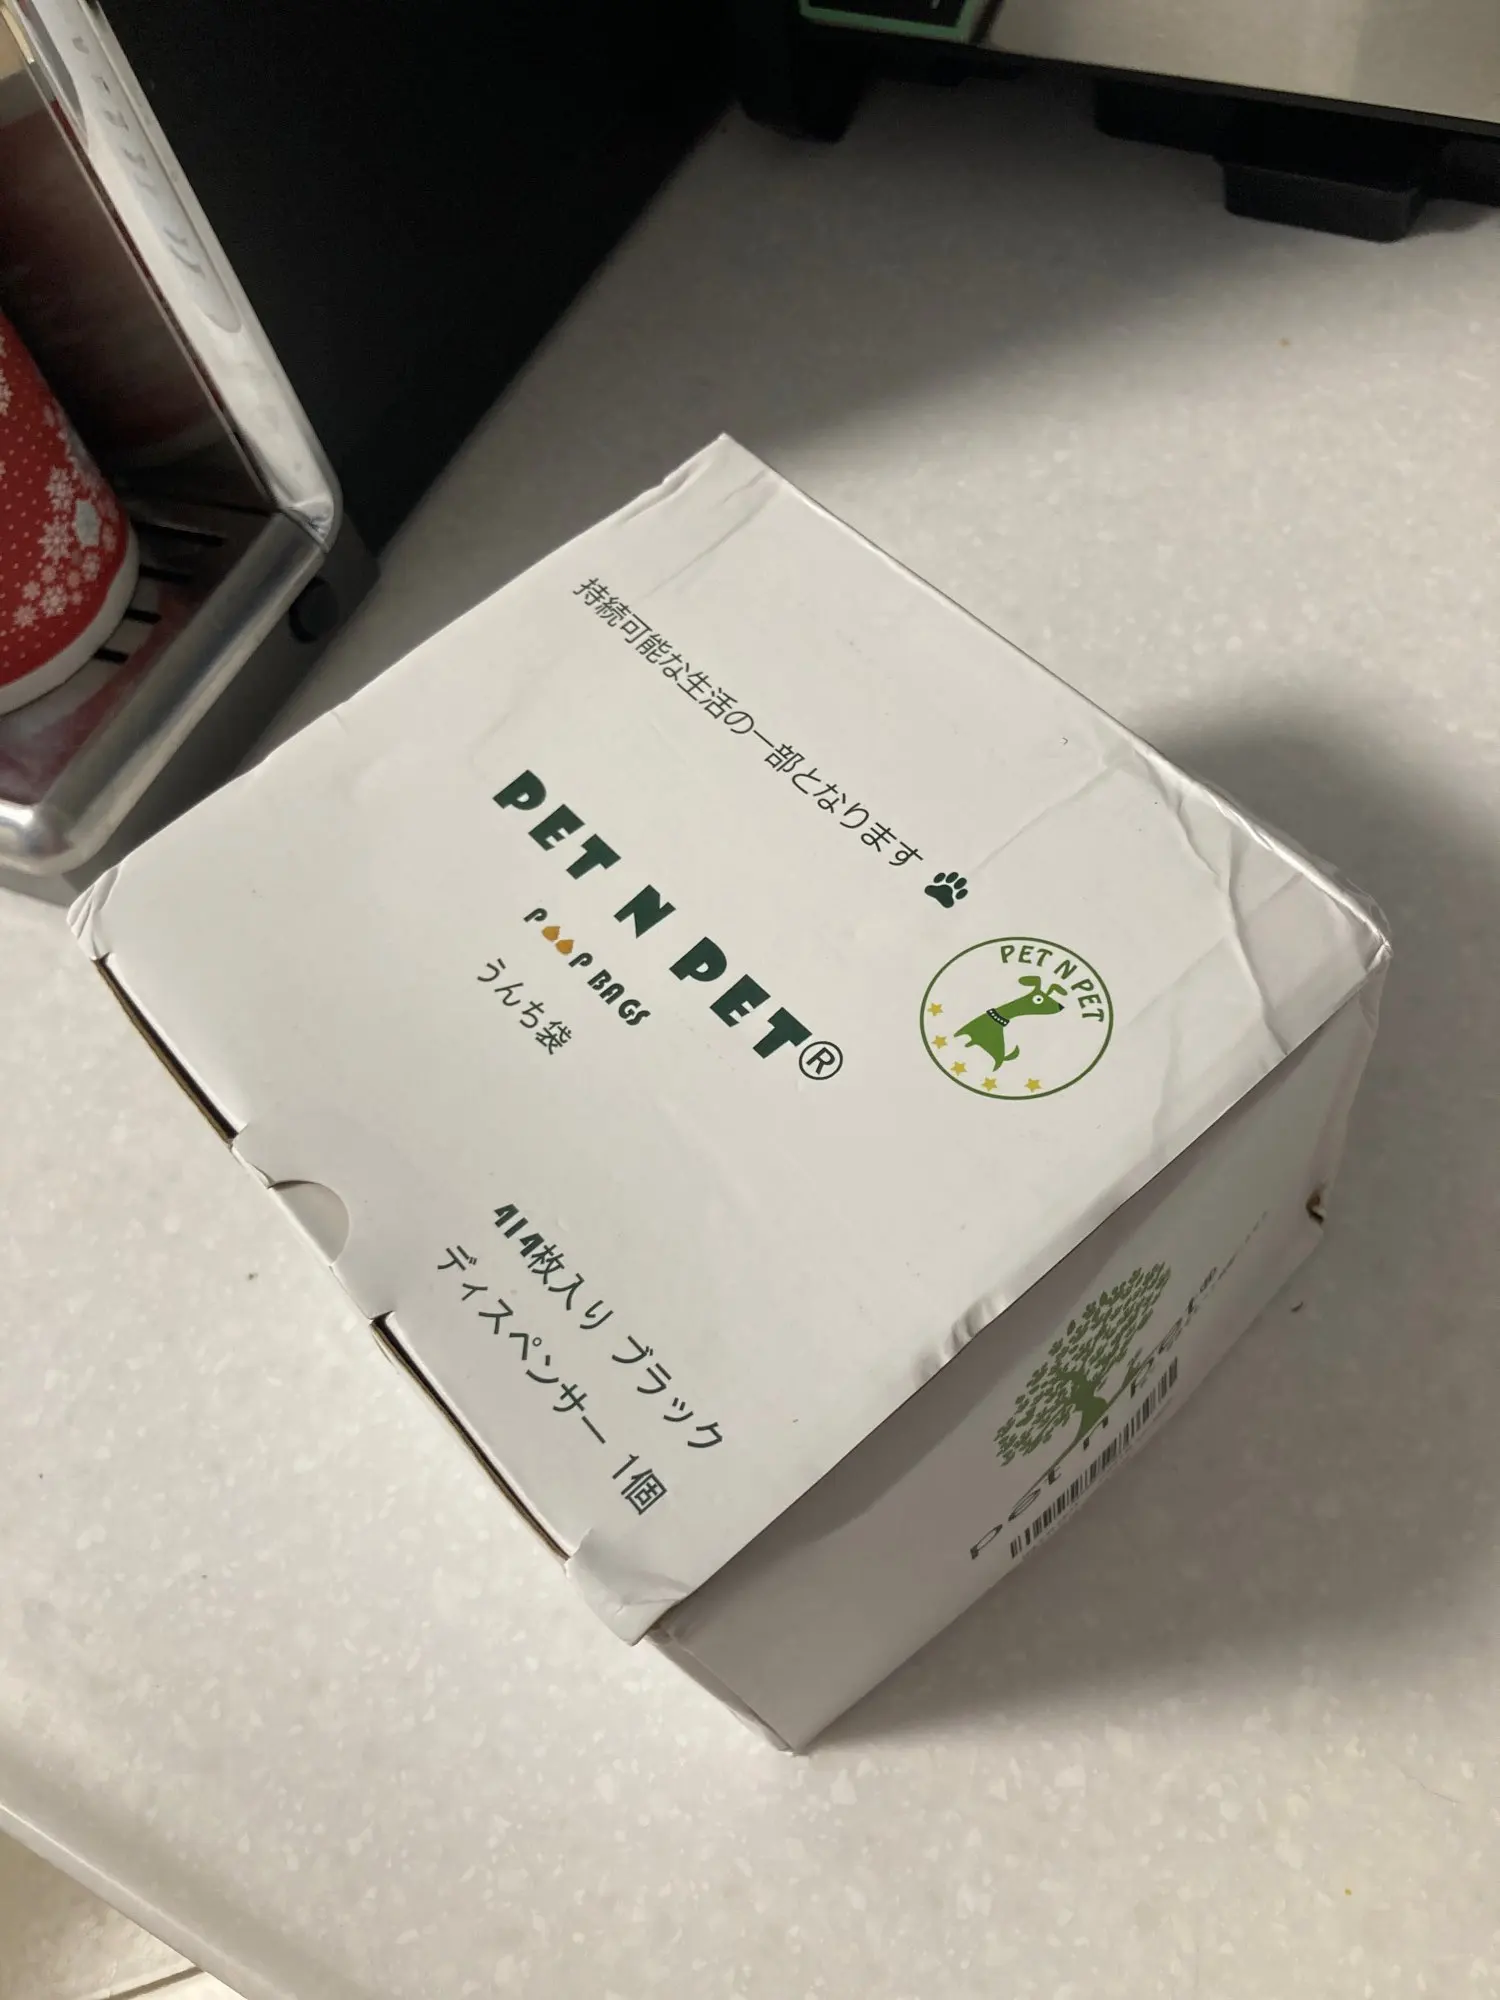 持続可能な生活の一部となります
PET N PET®
POOP BAGS
うんち袋
PET N PET
414枚入り ブラック
ディスペンサー 1個
pet n pet®